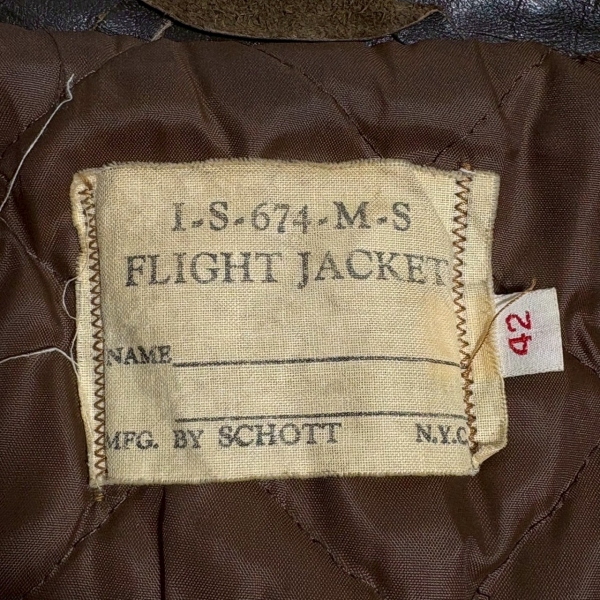 I-S-674-M-S
FLIGHT JACKET
NAME
MFG. BY SCHOTT N.Y.C.
42